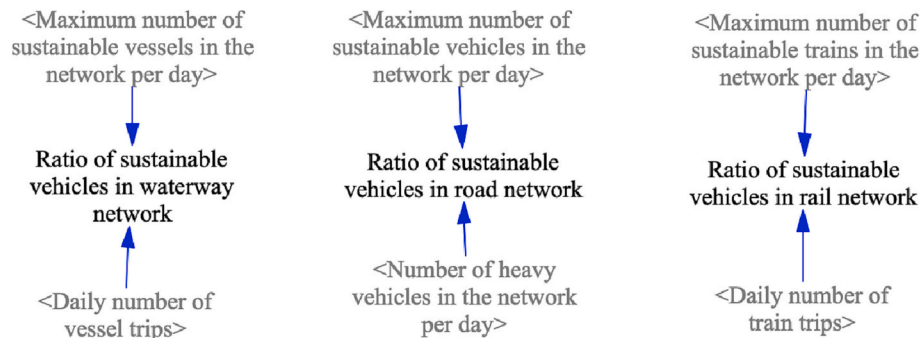 <Maximum number of
sustainable vessels in the
network per day>
Ratio of sustainable
vehicles in waterway
network
<Daily number of
vessel trips>
<Maximum number of
sustainable vehicles in the
network per day>
Ratio of sustainable
vehicles in road network
<Number of heavy
vehicles in the network
per day>
<Maximum number of
sustainable trains in the
network per day>
Ratio of sustainable
vehicles in rail network
<Daily number of
train trips>